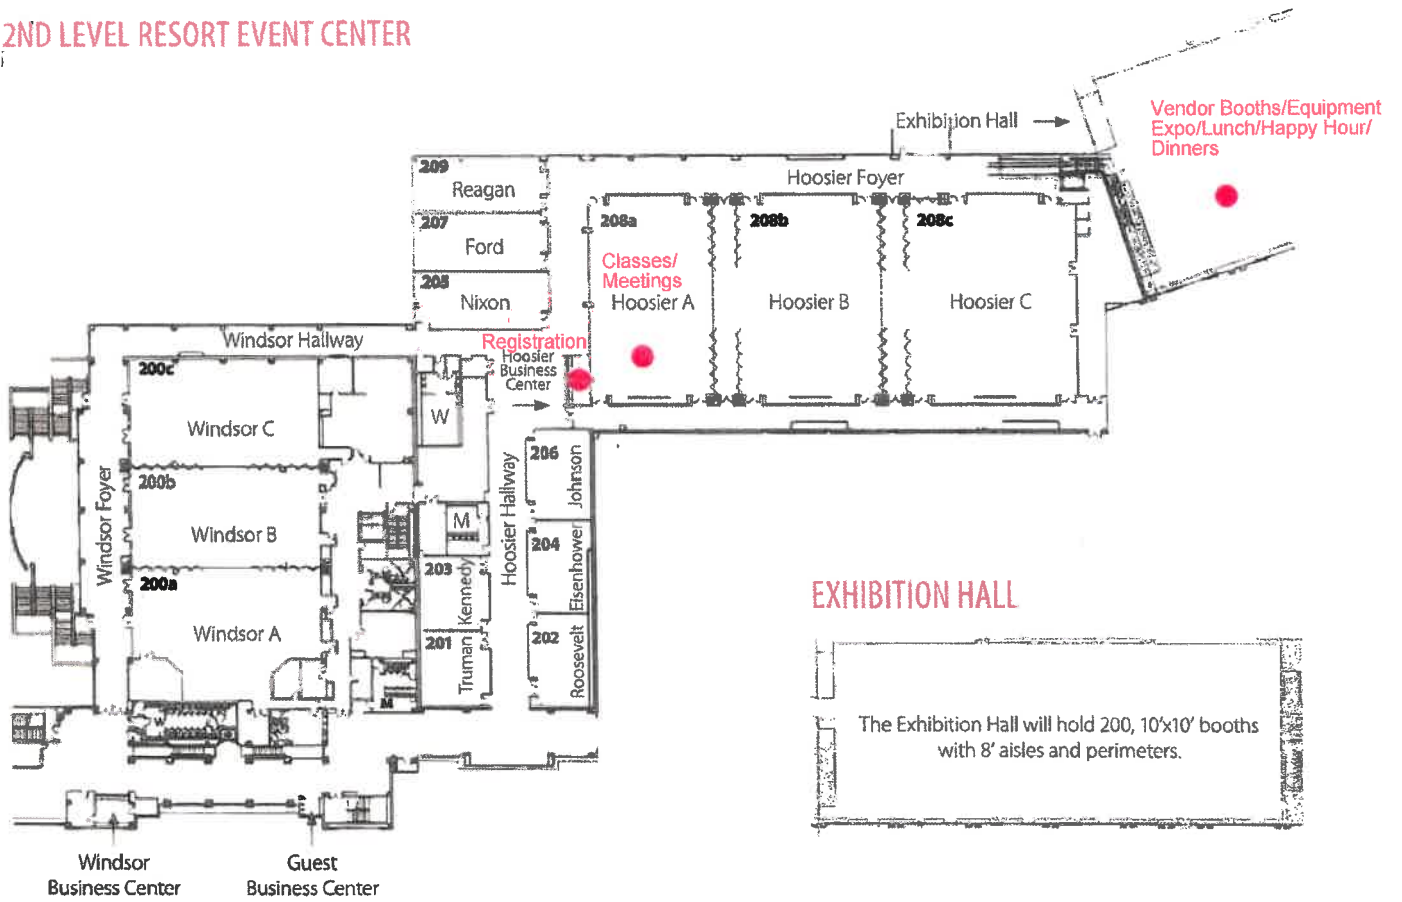 2ND LEVEL RESORT EVENT CENTER
Exhibition Hall
Vendor Booths/Equipment
Expo/Lunch/Happy Hour/
Dinners
209
Reagan
Hoosier Foyer
207
Ford
208a
208b
208c
Classes/
Meetings
205
Nixon
Hoosier A
Hoosier B
Hoosier C
Windsor Hallway
Registration
Hoosier
Business
Center
200c
Windsor C
W
200b
Windsor B
Windsor Foyer
200a
Windsor A
M
Hoosier Hallway
206
Johnson
204
Eisenhower
203
Kennedy
201
Truman
202
Roosevelt
M
W
Windsor
Business Center
Guest
Business Center
EXHIBITION HALL
The Exhibition Hall will hold 200, 10'x10' booths
with 8' aisles and perimeters.